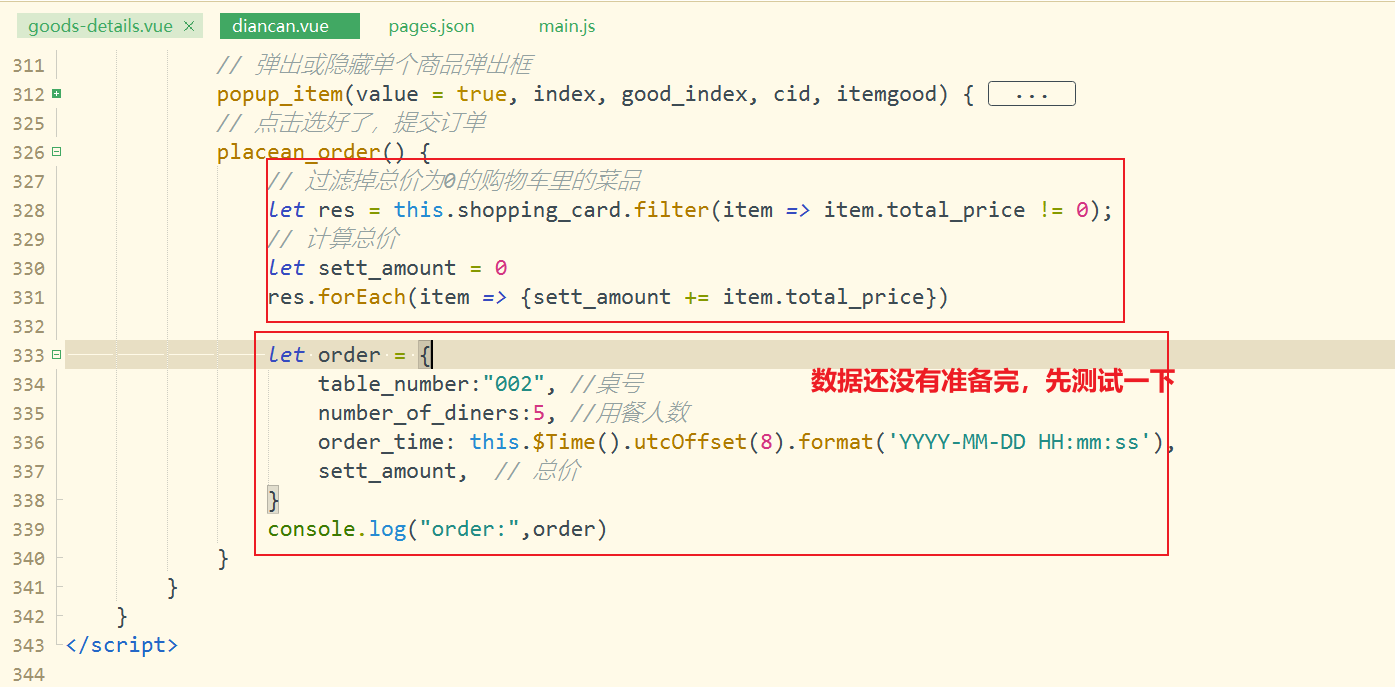 goods-details.vue × diancan.vue pages.json main.js
311 // 弹出或隐藏单个商品弹出框
312 popup_item(value = true, index, good_index, cid, itemgood) { ...
325 // 点击选好了，提交订单
326 placean_order() {
327 // 过滤掉总价为0的购物车里的菜品
328 let res = this.shopping_card.filter(item => item.total_price != 0);
329 // 计算总价
330 let sett_amount = 0
331 res.forEach(item => {sett_amount += item.total_price})
332
333 let order = {
334 table_number:"002", //桌号 数据还没有准备完，先测试一下
335 number_of_diners:5, //用餐人数
336 order_time: this.$Time().utcOffset(8).format('YYYY-MM-DD HH:mm:ss'),
337 sett_amount, // 总价
338 }
339 console.log("order:",order)
340 }
341 }
342 }
343 </script>
344